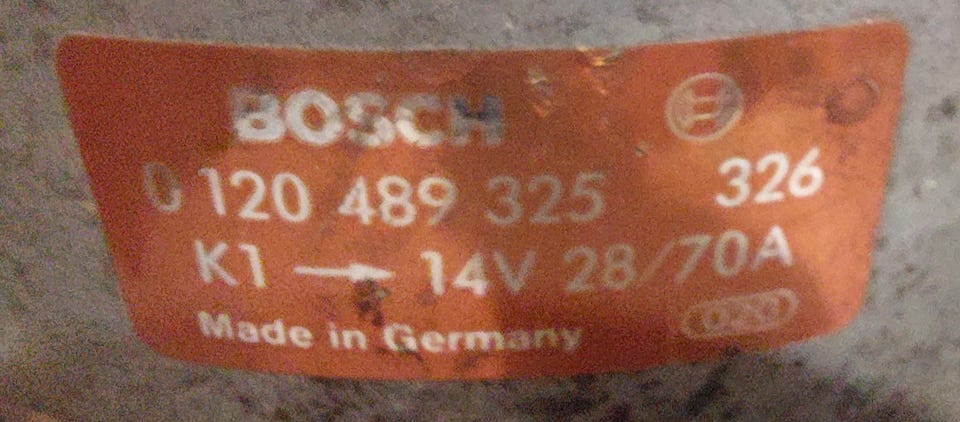 BOSCH
0 120 489 325 326
K1 → 14V 28/70A
Made in Germany